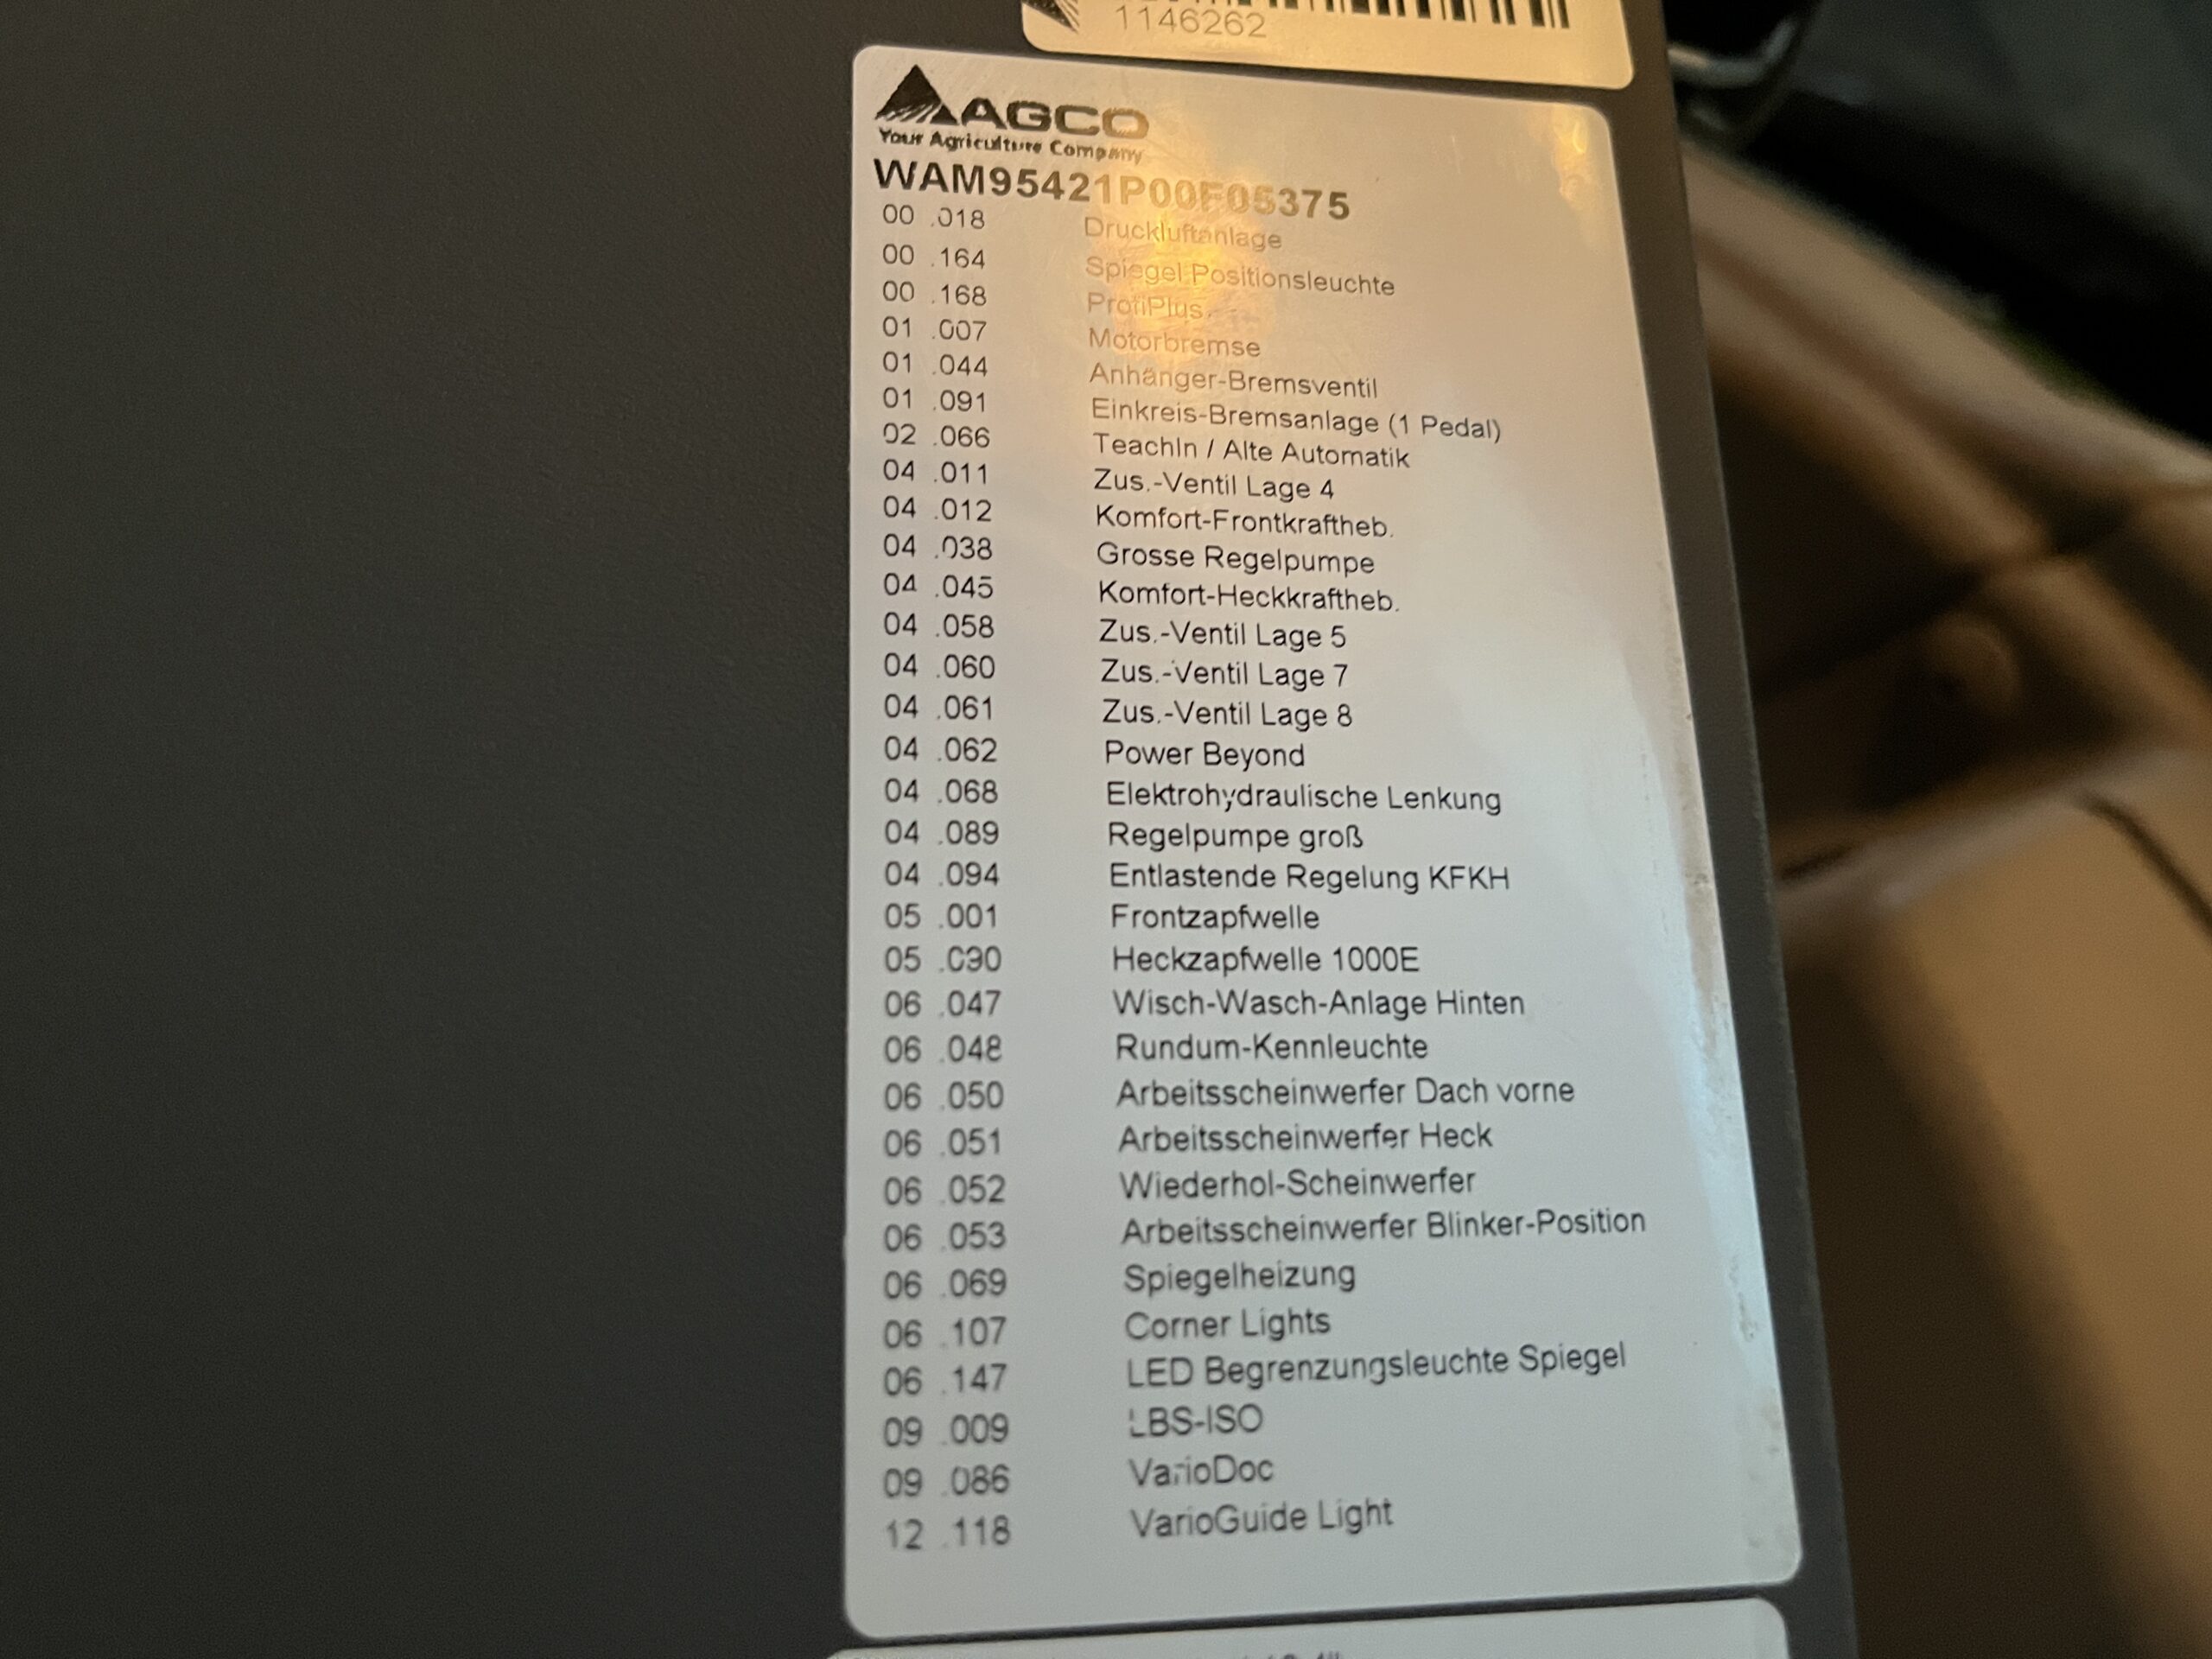 1146262
AGCO
Your Agriculture Company
WAM95421P00F05375
00 .018 Druckluftanlage
00 .164 Spiegel Positionsleuchte
00 .168 ProfiPlus
01 .007 Motorbremse
01 .044 Anhänger-Bremsventil
01 .091 Einkreis-Bremsanlage (1 Pedal)
02 .066 TeachIn / Alte Automatik
04 .011 Zus.-Ventil Lage 4
04 .012 Komfort-Frontkraftheb.
04 .038 Grosse Regelpumpe
04 .045 Komfort-Heckkraftheb.
04 .058 Zus.-Ventil Lage 5
04 .060 Zus.-Ventil Lage 7
04 .061 Zus.-Ventil Lage 8
04 .062 Power Beyond
04 .068 Elektrohydraulische Lenkung
04 .089 Regelpumpe groß
04 .094 Entlastende Regelung KFKH
05 .001 Frontzapfwelle
05 .030 Heckzapfwelle 1000E
06 .047 Wisch-Wasch-Anlage Hinten
06 .048 Rundum-Kennleuchte
06 .050 Arbeitsscheinwerfer Dach vorne
06 .051 Arbeitsscheinwerfer Heck
06 .052 Wiederhol-Scheinwerfer
06 .053 Arbeitsscheinwerfer Blinker-Position
06 .069 Spiegelheizung
06 .107 Corner Lights
06 .147 LED Begrenzungsleuchte Spiegel
09 .009 LBS-ISO
09 .086 VarioDoc
12 .118 VarioGuide Light